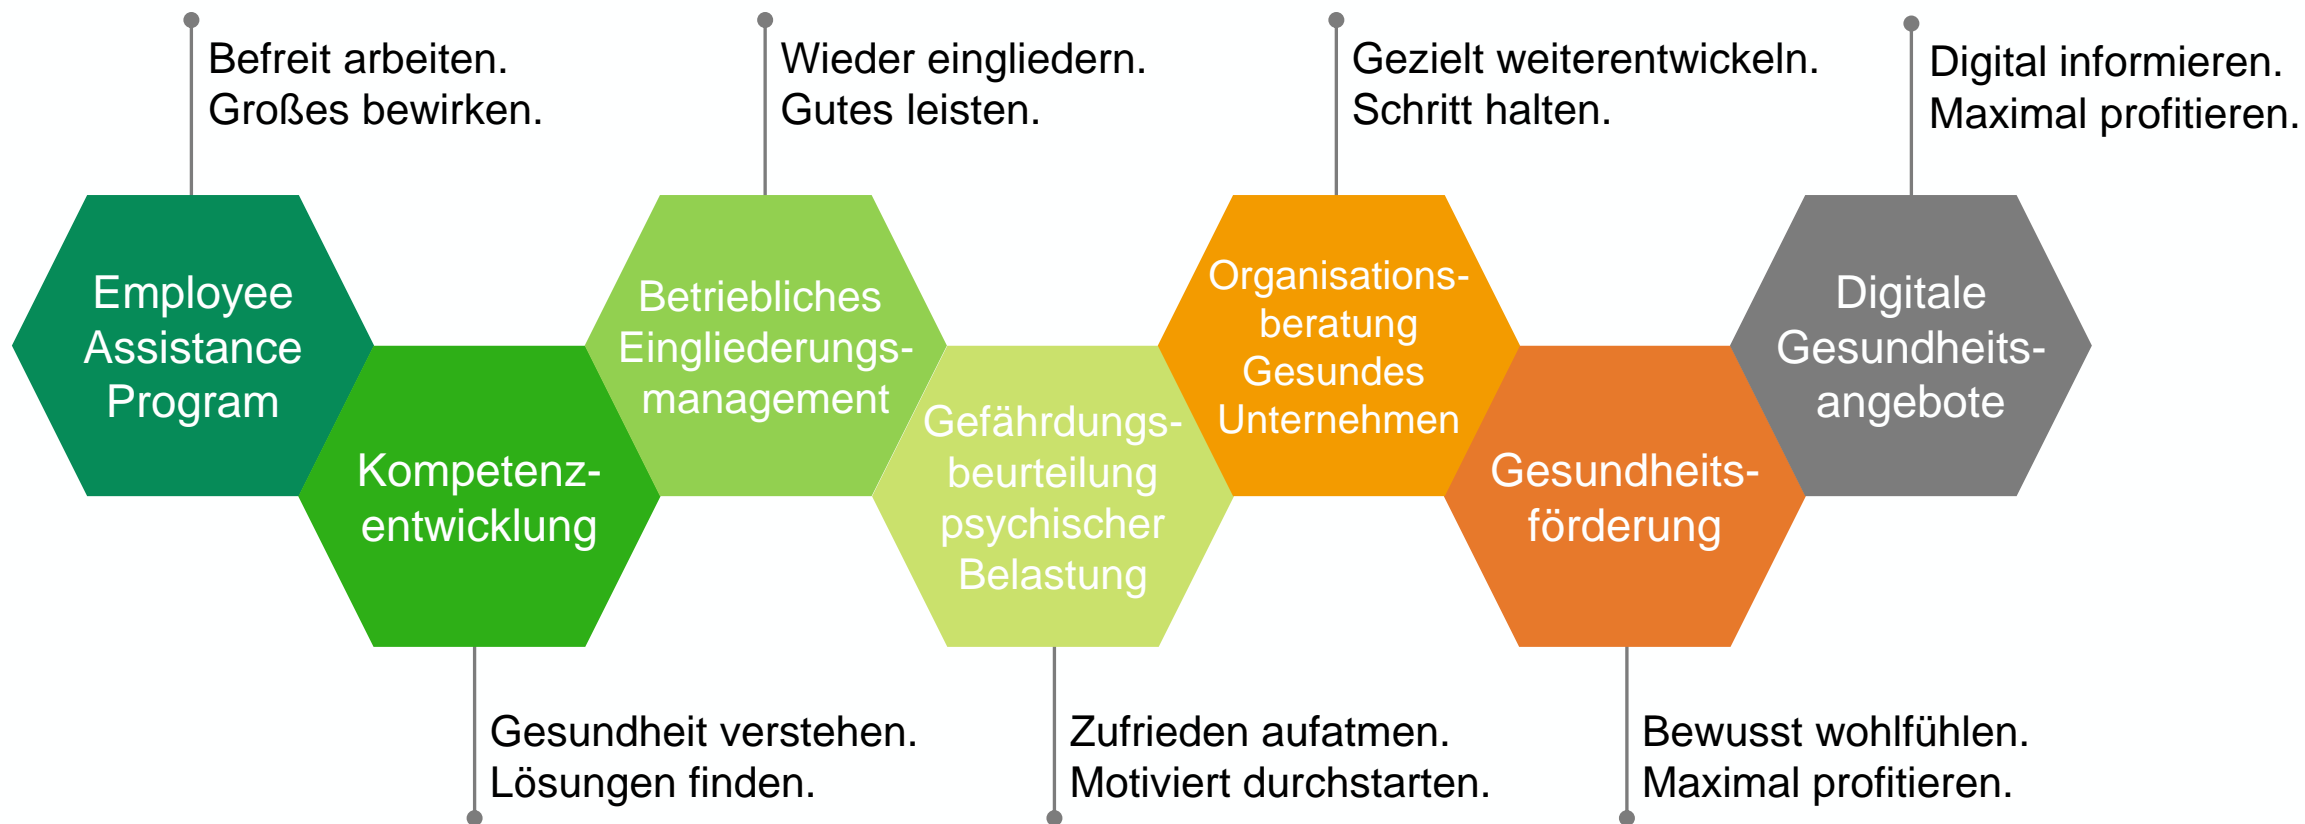 Befreit arbeiten.
Großes bewirken.
Wieder eingliedern.
Gutes leisten.
Gezielt weiterentwickeln.
Schritt halten.
Digital informieren.
Maximal profitieren.
Employee
Assistance
Program
Kompetenz-
entwicklung
Betriebliches
Eingliederungs-
management
Gefährdungs-
beurteilung
psychischer
Belastung
Organisations-
beratung
Gesundes
Unternehmen
Gesundheits-
förderung
Digitale
Gesundheits-
angebote
Gesundheit verstehen.
Lösungen finden.
Zufrieden aufatmen.
Motiviert durchstarten.
Bewusst wohlfühlen.
Maximal profitieren.